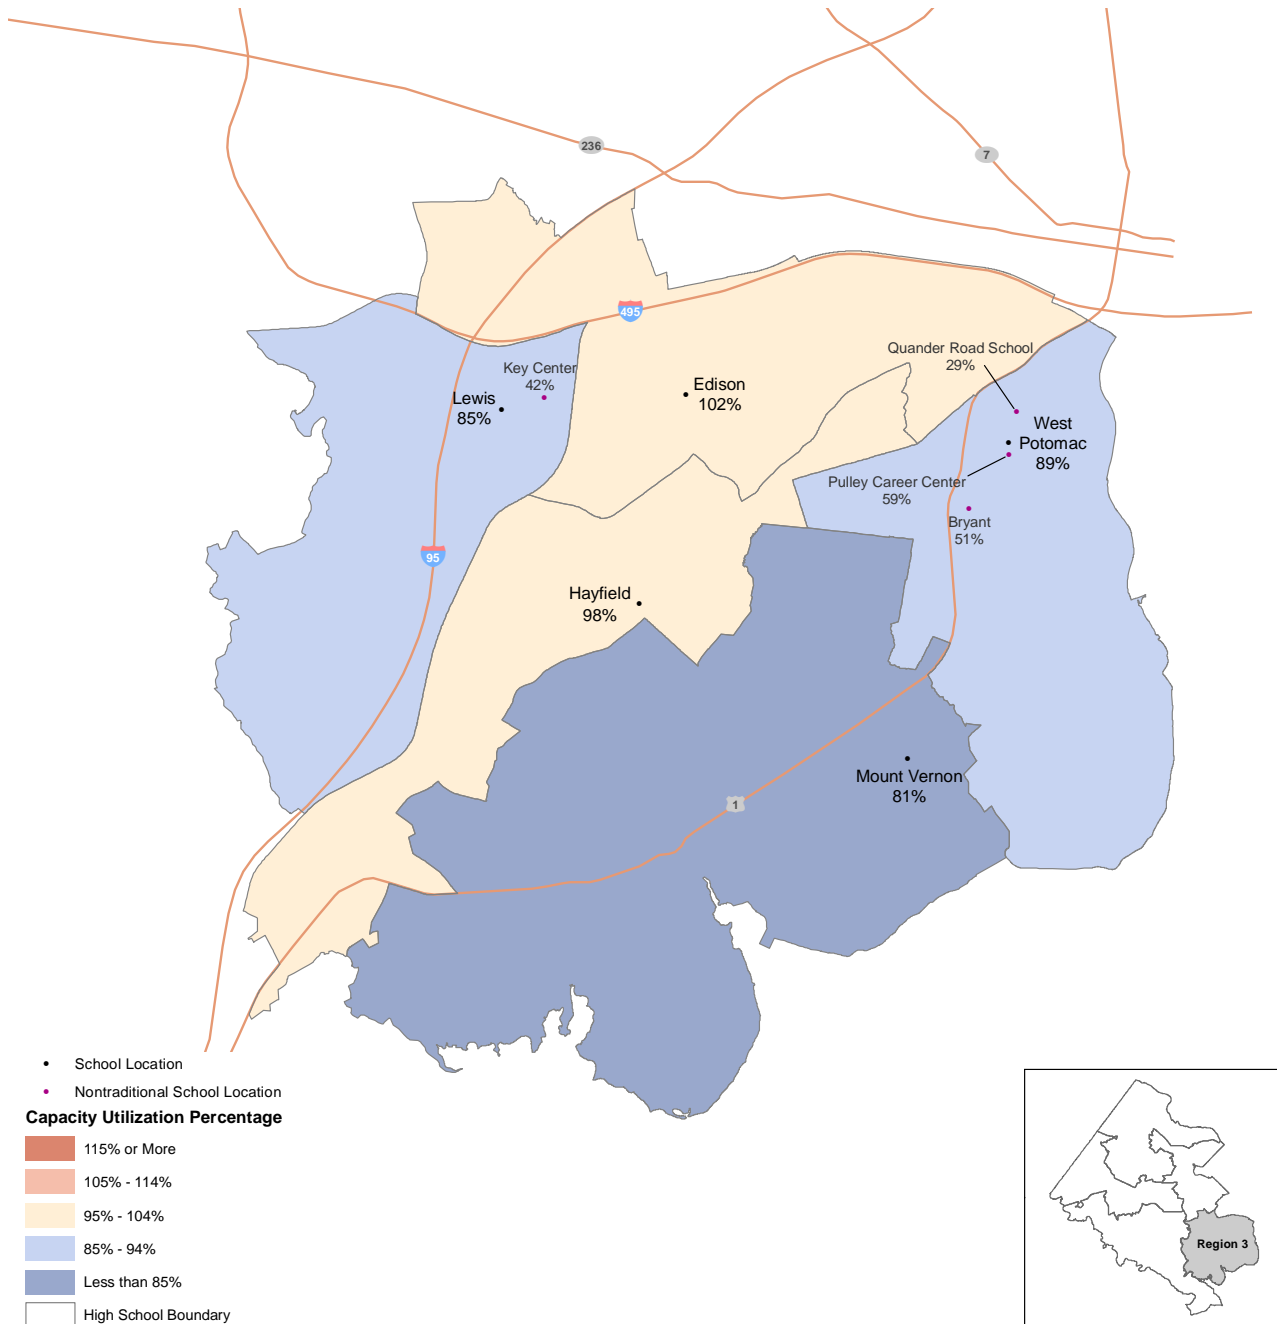 236
7
495
Quander Road School
29%
Key Center
42%
Edison
102%
Lewis
85%
West
Potomac
89%
Pulley Career Center
59%
Bryant
51%
95
Hayfield
98%
Mount Vernon
81%
1
School Location
Nontraditional School Location
Capacity Utilization Percentage
115% or More
105% - 114%
95% - 104%
85% - 94%
Less than 85%
High School Boundary
Region 3